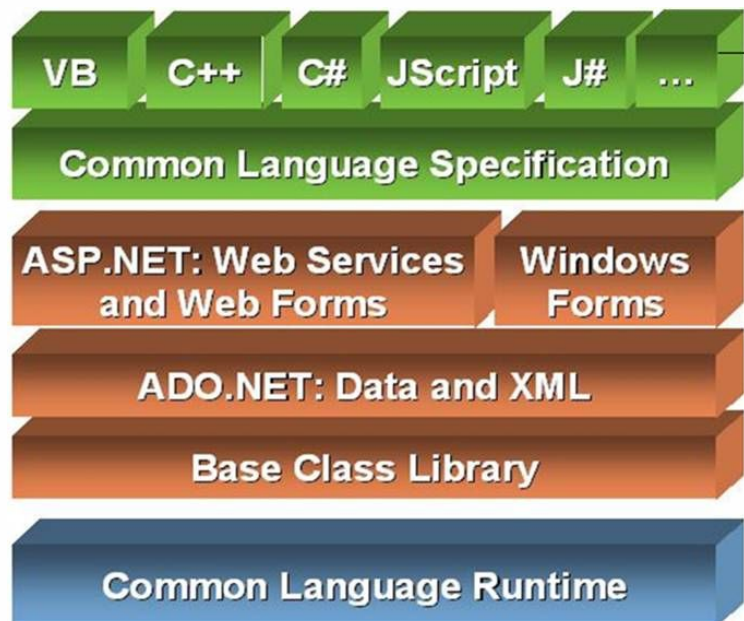 VB C++ C# JScript J# ...
Common Language Specification
ASP.NET: Web Services
and Web Forms
Windows
Forms
ADO.NET: Data and XML
Base Class Library
Common Language Runtime